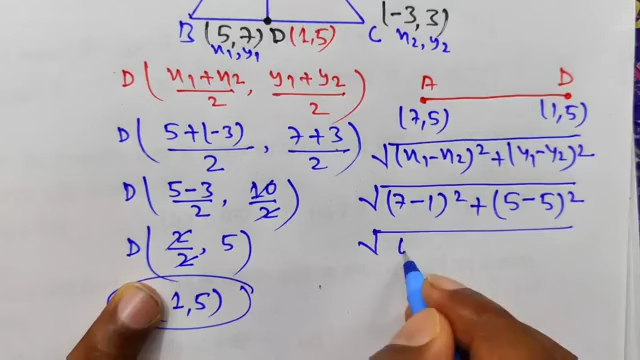 B (5,7) D(1,5) C (-3,3)
x₁,y₁ x₂,y₂
D( x₁+x₂/2 , y₁+y₂/2 )
A D
(7,5) (1,5)
D( 5+(-3)/2 , 7+3/2 )
√(x₁-x₂)²+(y₁-y₂)²
D( 5-3/2 , 10/2 )
√(7-1)²+(5-5)²
D( 2/2 , 5)
√
1,5)